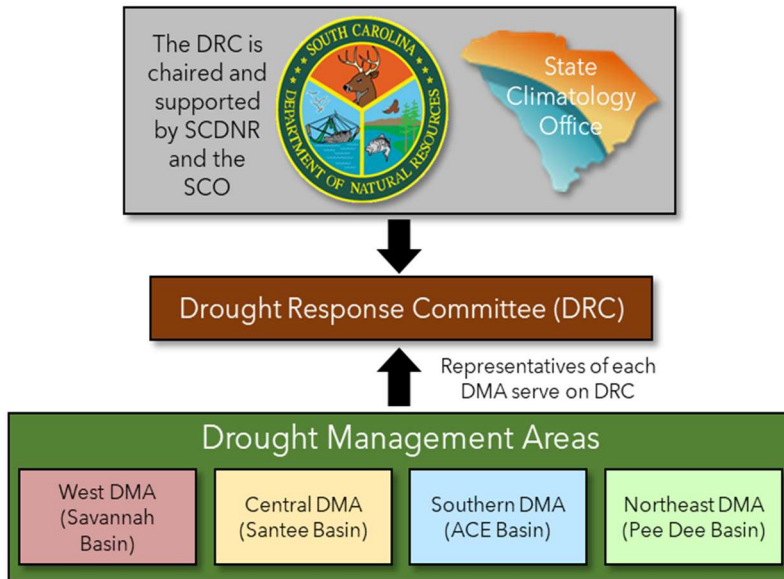 The DRC is
chaired and
supported
by SCDNR
and the
SCO
SOUTH CAROLINA
DEPARTMENT OF NATURAL RESOURCES
State
Climatology
Office
Drought Response Committee (DRC)
Representatives of each
DMA serve on DRC
Drought Management Areas
West DMA
(Savannah
Basin)
Central DMA
(Santee Basin)
Southern DMA
(ACE Basin)
Northeast DMA
(Pee Dee Basin)